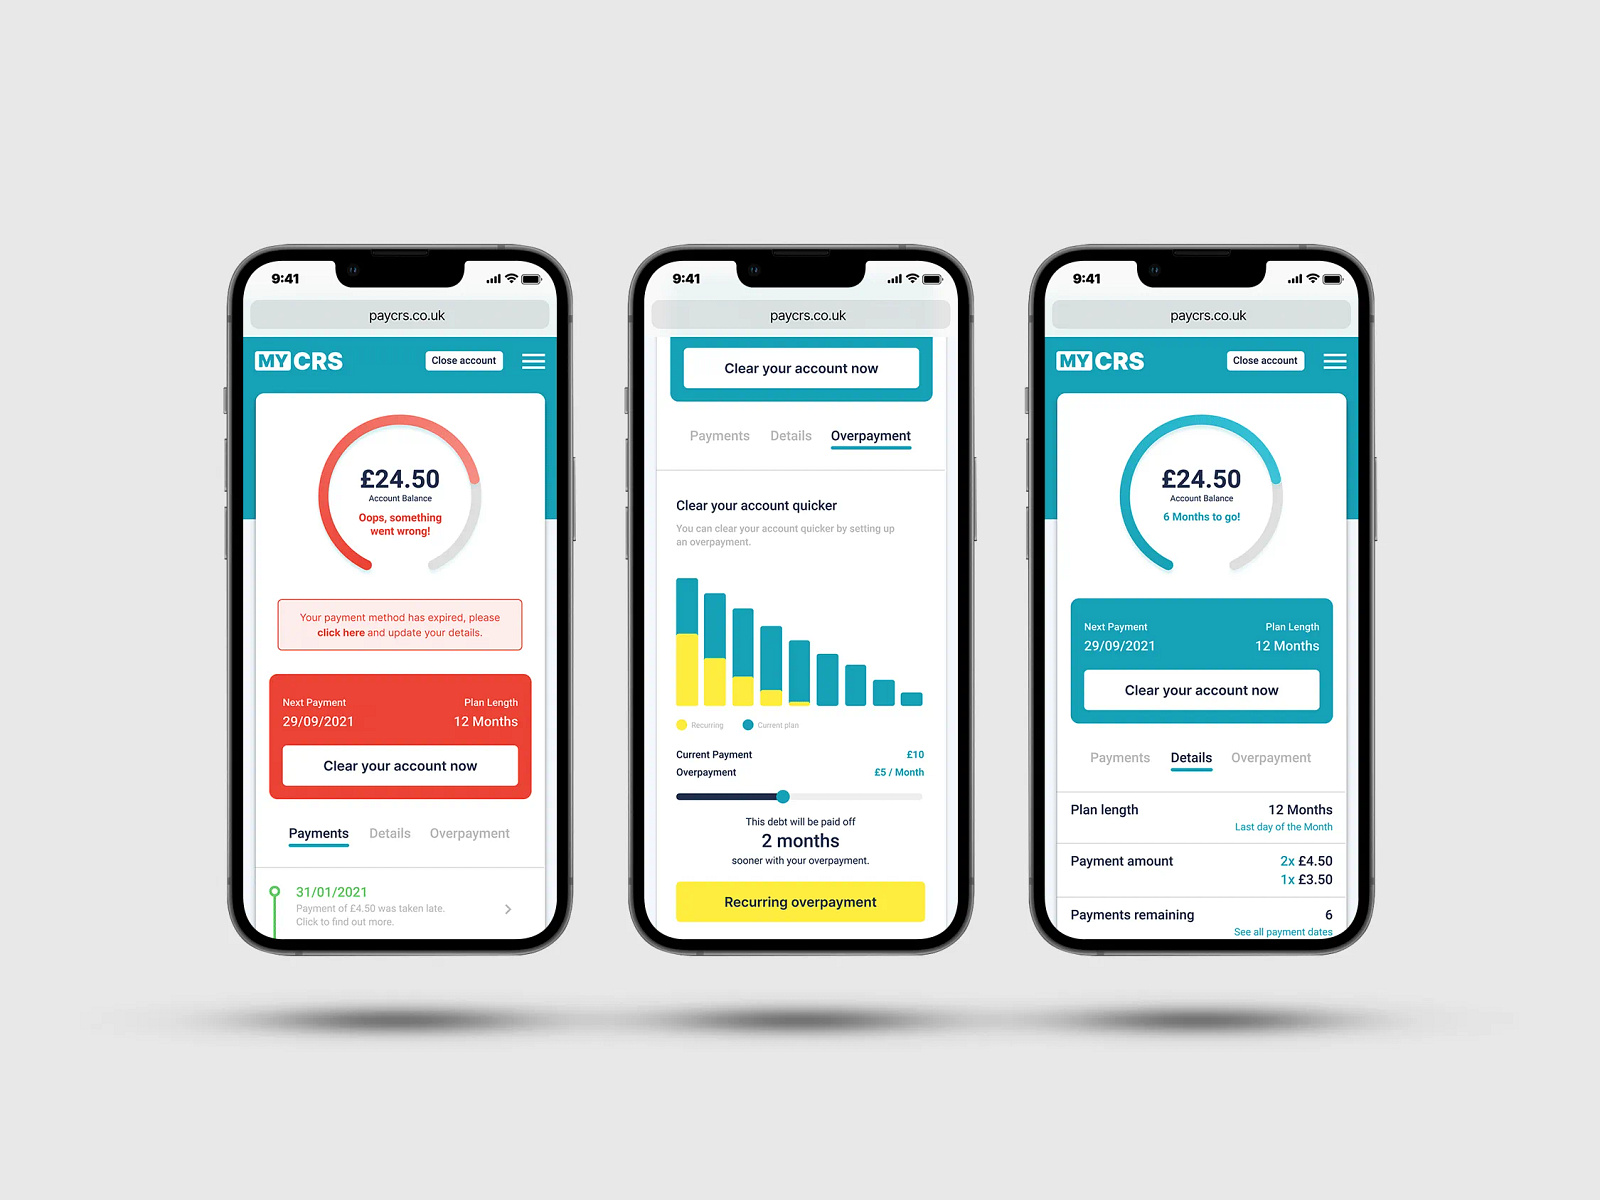 9:41
paycrs.co.uk
MY CRS
Close account
£24.50
Account Balance
Oops, something
went wrong!
Your payment method has expired, please
click here and update your details.
Next Payment
Plan Length
29/09/2021
12 Months
Clear your account now
Payments
Details
Overpayment
31/01/2021
Payment of £4.50 was taken late.
Click to find out more.
9:41
paycrs.co.uk
Clear your account now
Payments
Details
Overpayment
Clear your account quicker
You can clear your account quicker by setting up
an overpayment.
Recurring
Current plan
Current Payment
£10
Overpayment
£5 / Month
This debt will be paid off
2 months
sooner with your overpayment.
Recurring overpayment
9:41
paycrs.co.uk
MY CRS
Close account
£24.50
Account Balance
6 Months to go!
Next Payment
Plan Length
29/09/2021
12 Months
Clear your account now
Payments
Details
Overpayment
Plan length
12 Months
Last day of the Month
Payment amount
2x £4.50
1x £3.50
Payments remaining
6
See all payment dates